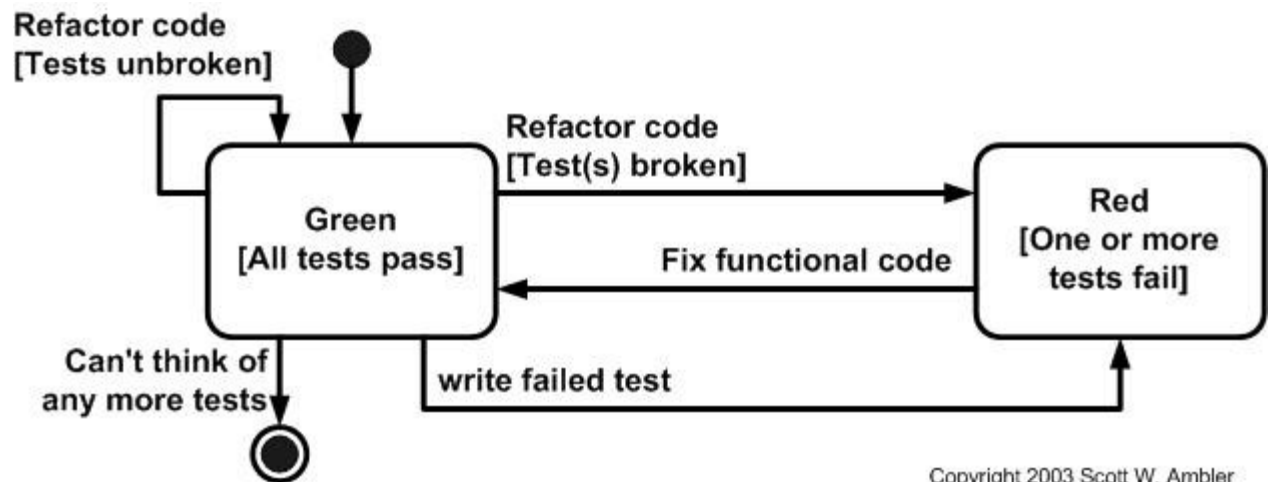 Refactor code
[Tests unbroken]
Refactor code
[Test(s) broken]
Green
[All tests pass]
Red
[One or more
tests fail]
Fix functional code
Can't think of
any more tests
write failed test
Copyright 2003 Scott W. Ambler